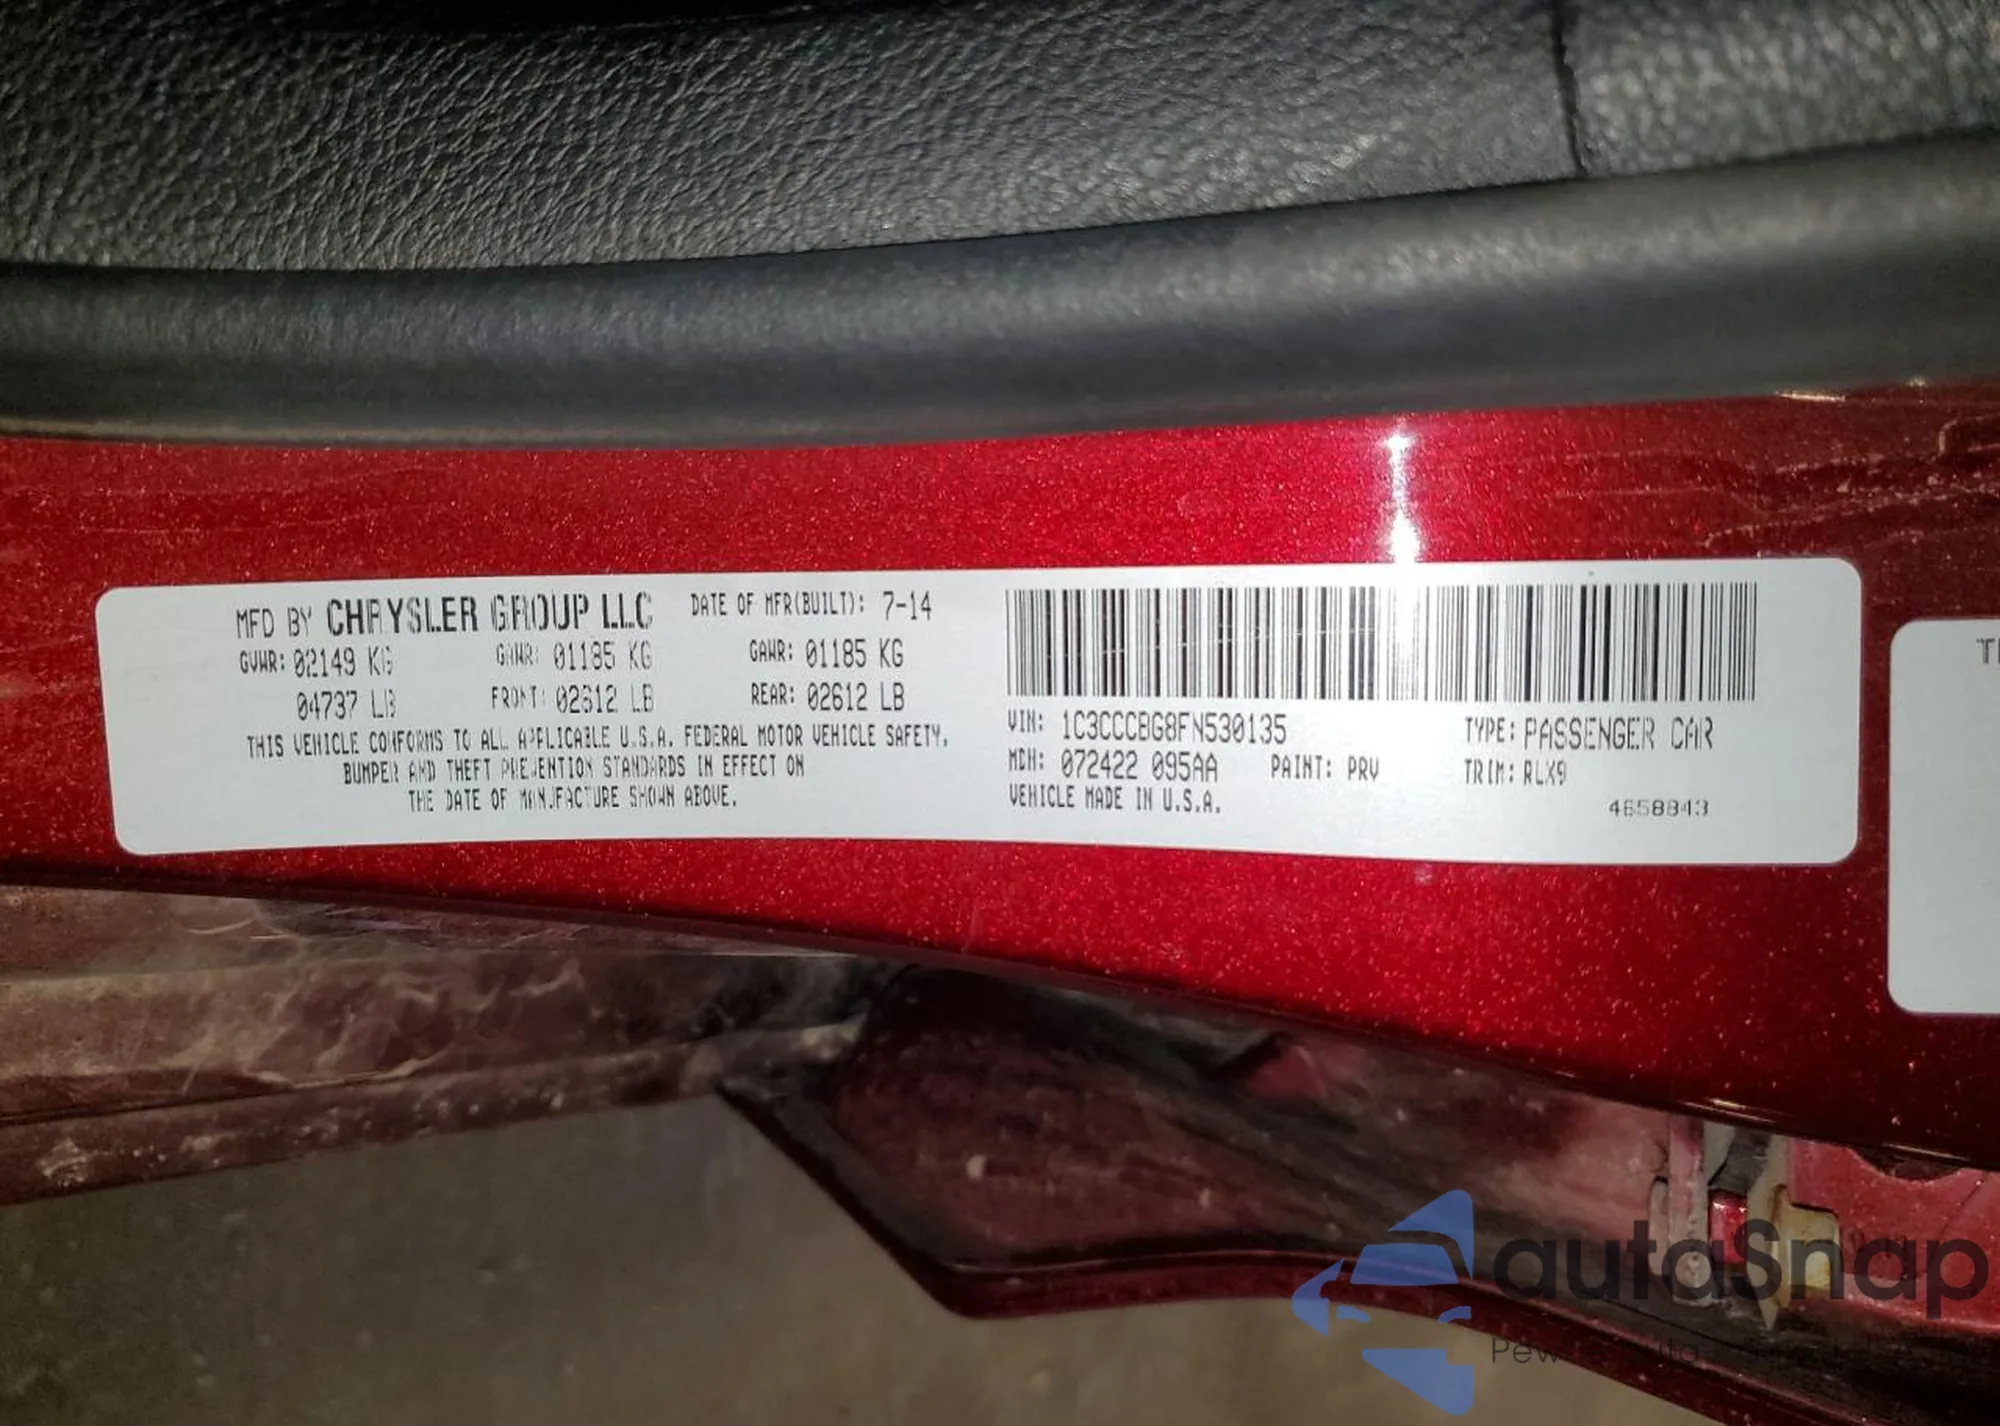 MFD BY CHRYSLER GROUP LLC DATE OF MFR(BUILT): 7-14
GVWR: 02149 KG GAWR: 01185 KG GAWR: 01185 KG
04737 LB FRONT: 02612 LB REAR: 02612 LB
THIS VEHICLE CONFORMS TO ALL APPLICABLE U.S.A. FEDERAL MOTOR VEHICLE SAFETY,
BUMPER AND THEFT PREVENTION STANDARDS IN EFFECT ON
THE DATE OF MANUFACTURE SHOWN ABOVE.
VIN: 1C3CCCBG8FN530135 TYPE: PASSENGER CAR
MDH: 072422 095AA PAINT: PRV TRIM: RLX9
VEHICLE MADE IN U.S.A.
4658843
autaSnap